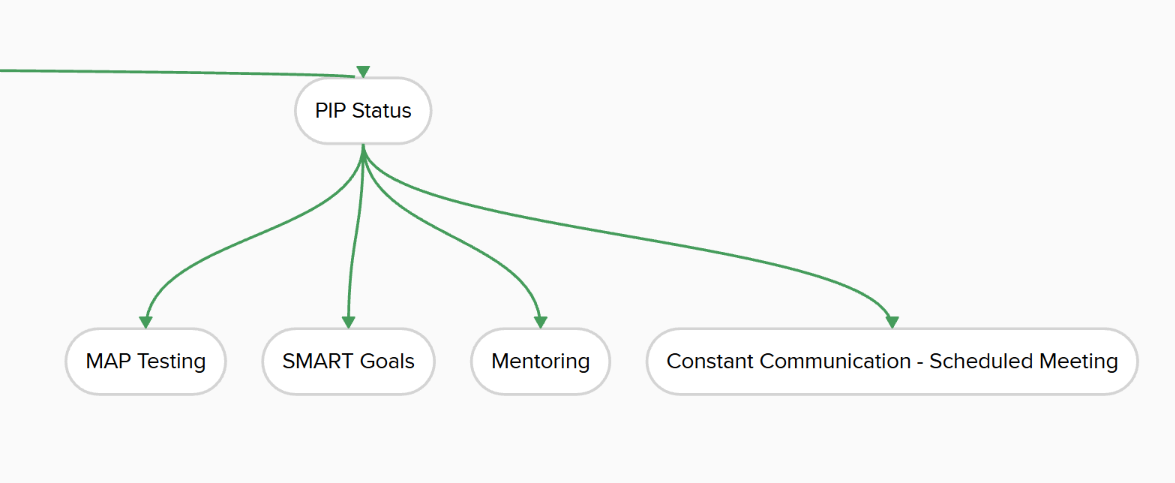 PIP Status
MAP Testing
SMART Goals
Mentoring
Constant Communication - Scheduled Meeting